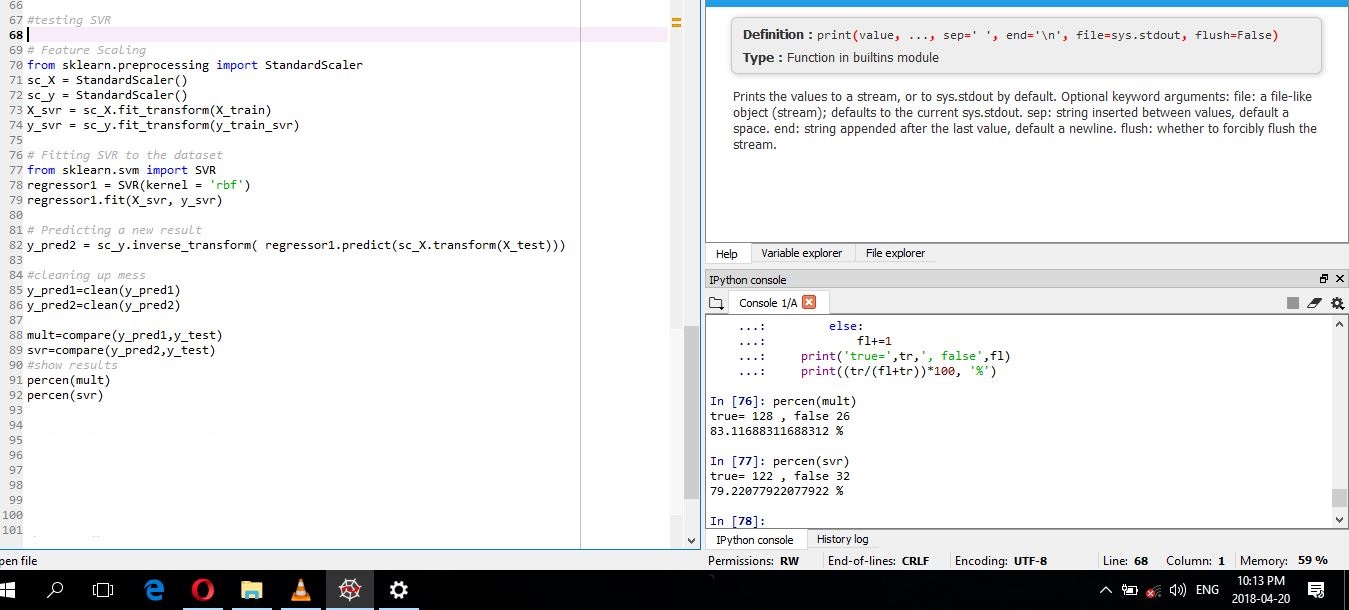 66
67 #testing SVR
68
69 # Feature Scaling
70 from sklearn.preprocessing import StandardScaler
71 sc_X = StandardScaler()
72 sc_y = StandardScaler()
73 X_svr = sc_X.fit_transform(X_train)
74 y_svr = sc_y.fit_transform(y_train_svr)
75
76 # Fitting SVR to the dataset
77 from sklearn.svm import SVR
78 regressor1 = SVR(kernel = 'rbf')
79 regressor1.fit(X_svr, y_svr)
80
81 # Predicting a new result
82 y_pred2 = sc_y.inverse_transform( regressor1.predict(sc_X.transform(X_test)))
83
84 #cleaning up mess
85 y_pred1=clean(y_pred1)
86 y_pred2=clean(y_pred2)
87
88 mult=compare(y_pred1,y_test)
89 svr=compare(y_pred2,y_test)
90 #show results
91 percen(mult)
92 percen(svr)
93
94
95
96
97
98
99
100
101
Definition : print(value, ..., sep=' ', end='\n', file=sys.stdout, flush=False)
Type : Function in builtins module
Prints the values to a stream, or to sys.stdout by default. Optional keyword arguments: file: a file-like
object (stream); defaults to the current sys.stdout. sep: string inserted between values, default a
space. end: string appended after the last value, default a newline. flush: whether to forcibly flush the
stream.
Help Variable explorer File explorer
IPython console
Console 1/A
...: else:
...: fl+=1
...: print('true=',tr,', false',fl)
...: print((tr/(fl+tr))*100, '%')
In [76]: percen(mult)
true= 128 , false 26
83.11688311688312 %
In [77]: percen(svr)
true= 122 , false 32
79.22077922077922 %
In [78]:
IPython console History log
pen file Permissions: RW End-of-lines: CRLF Encoding: UTF-8 Line: 68 Column: 1 Memory: 59 %
ENG
10:13 PM
2018-04-20